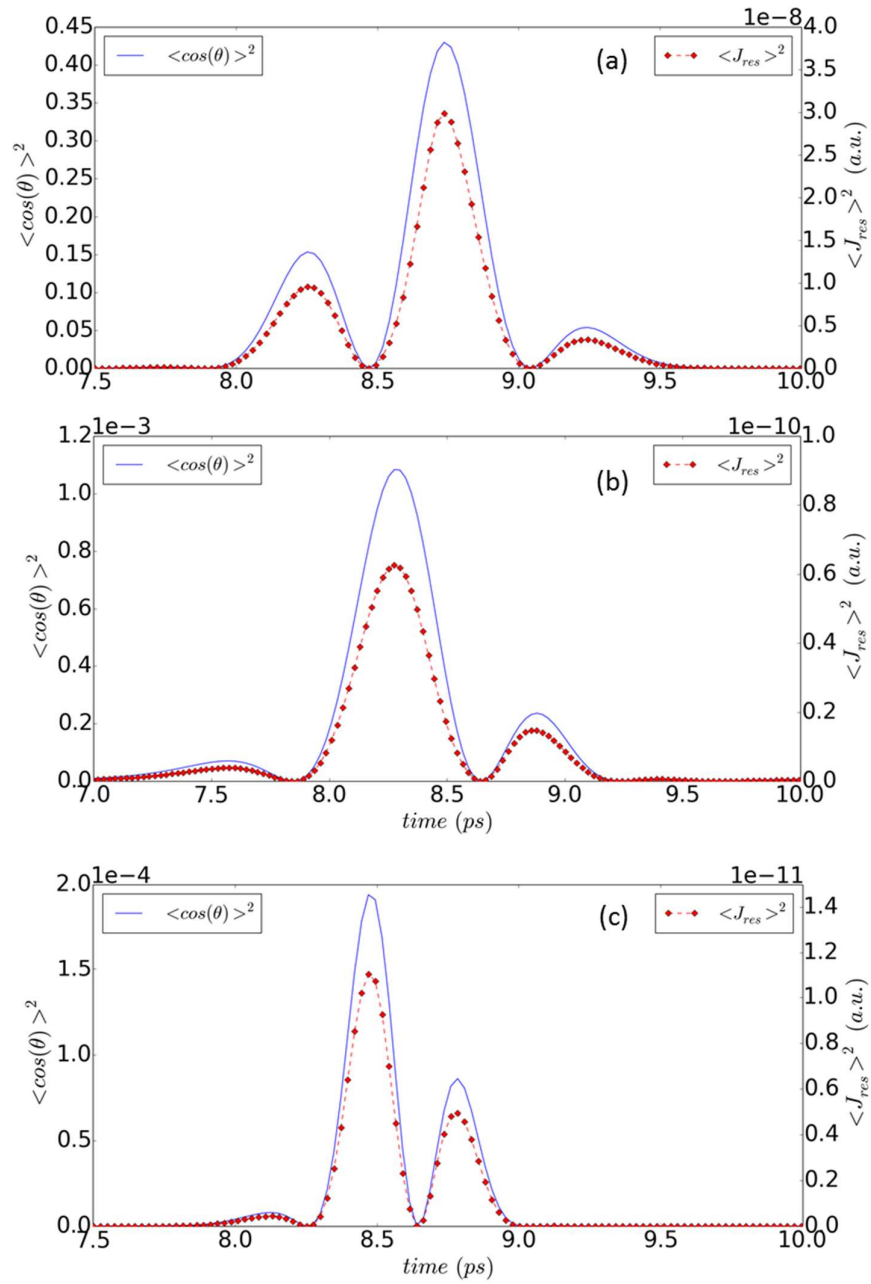 1e−8
<cos(θ)>²
(a)
<J_res>²
0.45
0.40
0.35
0.30
0.25
0.20
0.15
0.10
0.05
0.00
<cos(θ)>²
4.0
3.5
3.0
2.5
2.0
1.5
1.0
0.5
0.0
<J_res>² (a.u.)
7.5 8.0 8.5 9.0 9.5 10.0
1e−3
1e−10
<cos(θ)>²
(b)
<J_res>²
1.2
1.0
0.8
0.6
0.4
0.2
0.0
<cos(θ)>²
1.0
0.8
0.6
0.4
0.2
0.0
<J_res>² (a.u.)
7.0 7.5 8.0 8.5 9.0 9.5 10.0
time (ps)
1e−4
1e−11
<cos(θ)>²
(c)
<J_res>²
2.0
1.5
1.0
0.5
0.0
<cos(θ)>²
1.4
1.2
1.0
0.8
0.6
0.4
0.2
0.0
<J_res>² (a.u.)
7.5 8.0 8.5 9.0 9.5 10.0
time (ps)